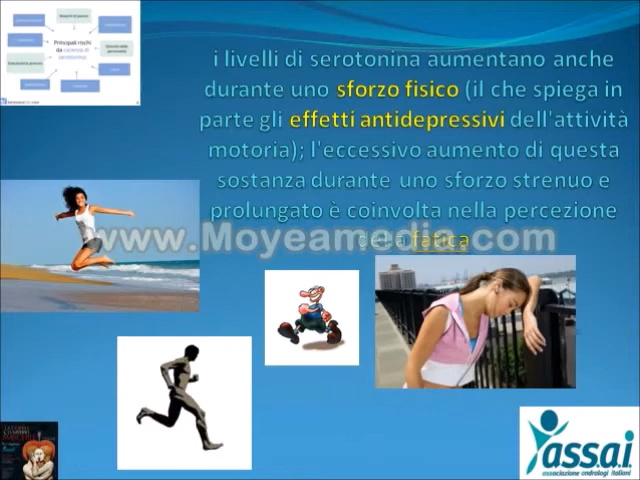 Principali rischi
da carenza di
serotonina
i livelli di serotonina aumentano anche
durante uno sforzo fisico (il che spiega in
parte gli effetti antidepressivi dell'attività
motoria); l'eccessivo aumento di questa
sostanza durante uno sforzo strenuo e
prolungato è coinvolta nella percezione
della fatica
www.Moyeamedia.com
ass.a.i.
associazione andrologi italiani